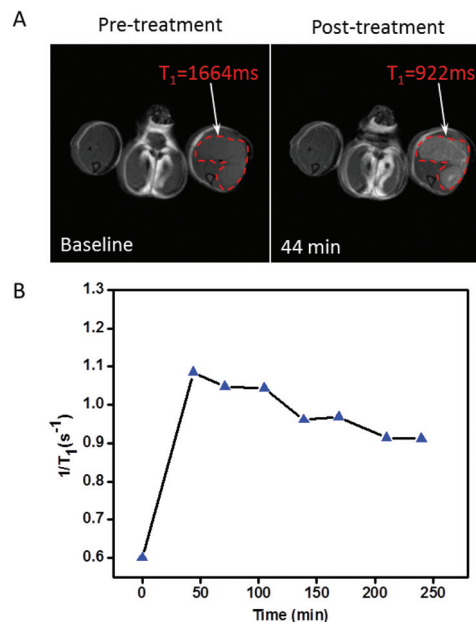 A
Pre-treatment Post-treatment
T₁=1664ms T₁=922ms
Baseline 44 min
B
1/T₁(s⁻¹)
1.3
1.2
1.1
1.0
0.9
0.8
0.7
0.6
0 50 100 150 200 250
Time (min)